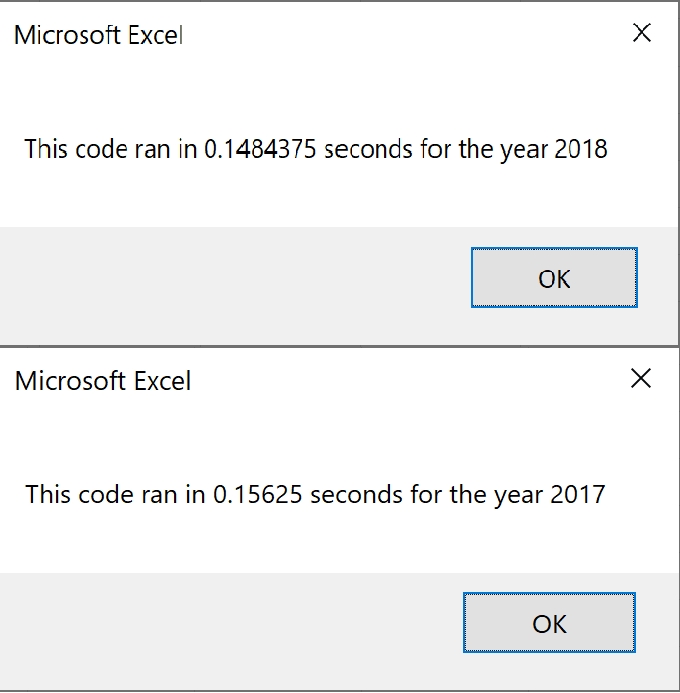 Microsoft Excel
This code ran in 0.1484375 seconds for the year 2018
OK
Microsoft Excel
This code ran in 0.15625 seconds for the year 2017
OK